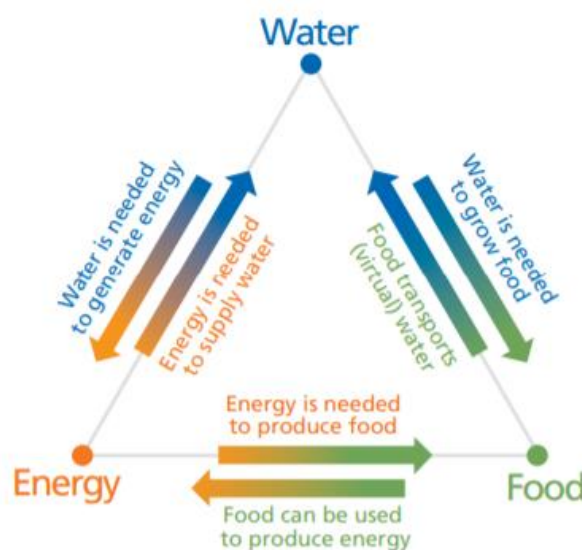 Water
Water is needed
to generate energy
Energy is needed
to supply water
Food transports
(virtual) water
Water is needed
to grow food
Energy is needed
to produce food
Energy
Food
Food can be used
to produce energy